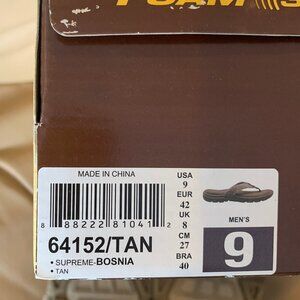 FOAM
MADE IN CHINA
8 88222 81041 2
64152/TAN
• SUPREME-BOSNIA
• TAN
USA
9
EUR
42
UK
8
CM
27
BRA
40
MEN'S
9